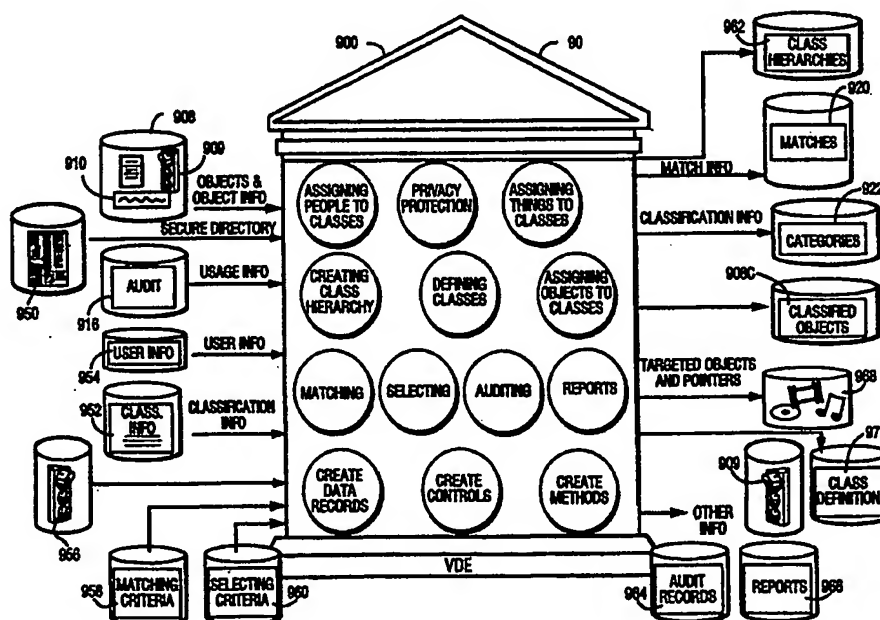 900
90
962
CLASS
HIERARCHIES
920
MATCHES
MATCH INFO
908
909
910
OBJECTS &
OBJECT INFO
ASSIGNING
PEOPLE TO
CLASSES
PRIVACY
PROTECTION
ASSIGNING
THINGS TO
CLASSES
CLASSIFICATION INFO
922
CATEGORIES
SECURE DIRECTORY
950
AUDIT
916
USAGE INFO
CREATING
CLASS
HIERARCHY
DEFINING
CLASSES
ASSIGNING
OBJECTS TO
CLASSES
908C
CLASSIFIED
OBJECTS
USER INFO
954
USER INFO
MATCHING
SELECTING
AUDITING
REPORTS
TARGETED OBJECTS
AND POINTERS
968
952
CLASS.
INFO
CLASSIFICATION
INFO
956
CREATE
DATA
RECORDS
CREATE
CONTROLS
CREATE
METHODS
909
CLASS
DEFINITION
OTHER
INFO
958
MATCHING
CRITERIA
SELECTING
CRITERIA
960
VDE
964
AUDIT
RECORDS
REPORTS
966